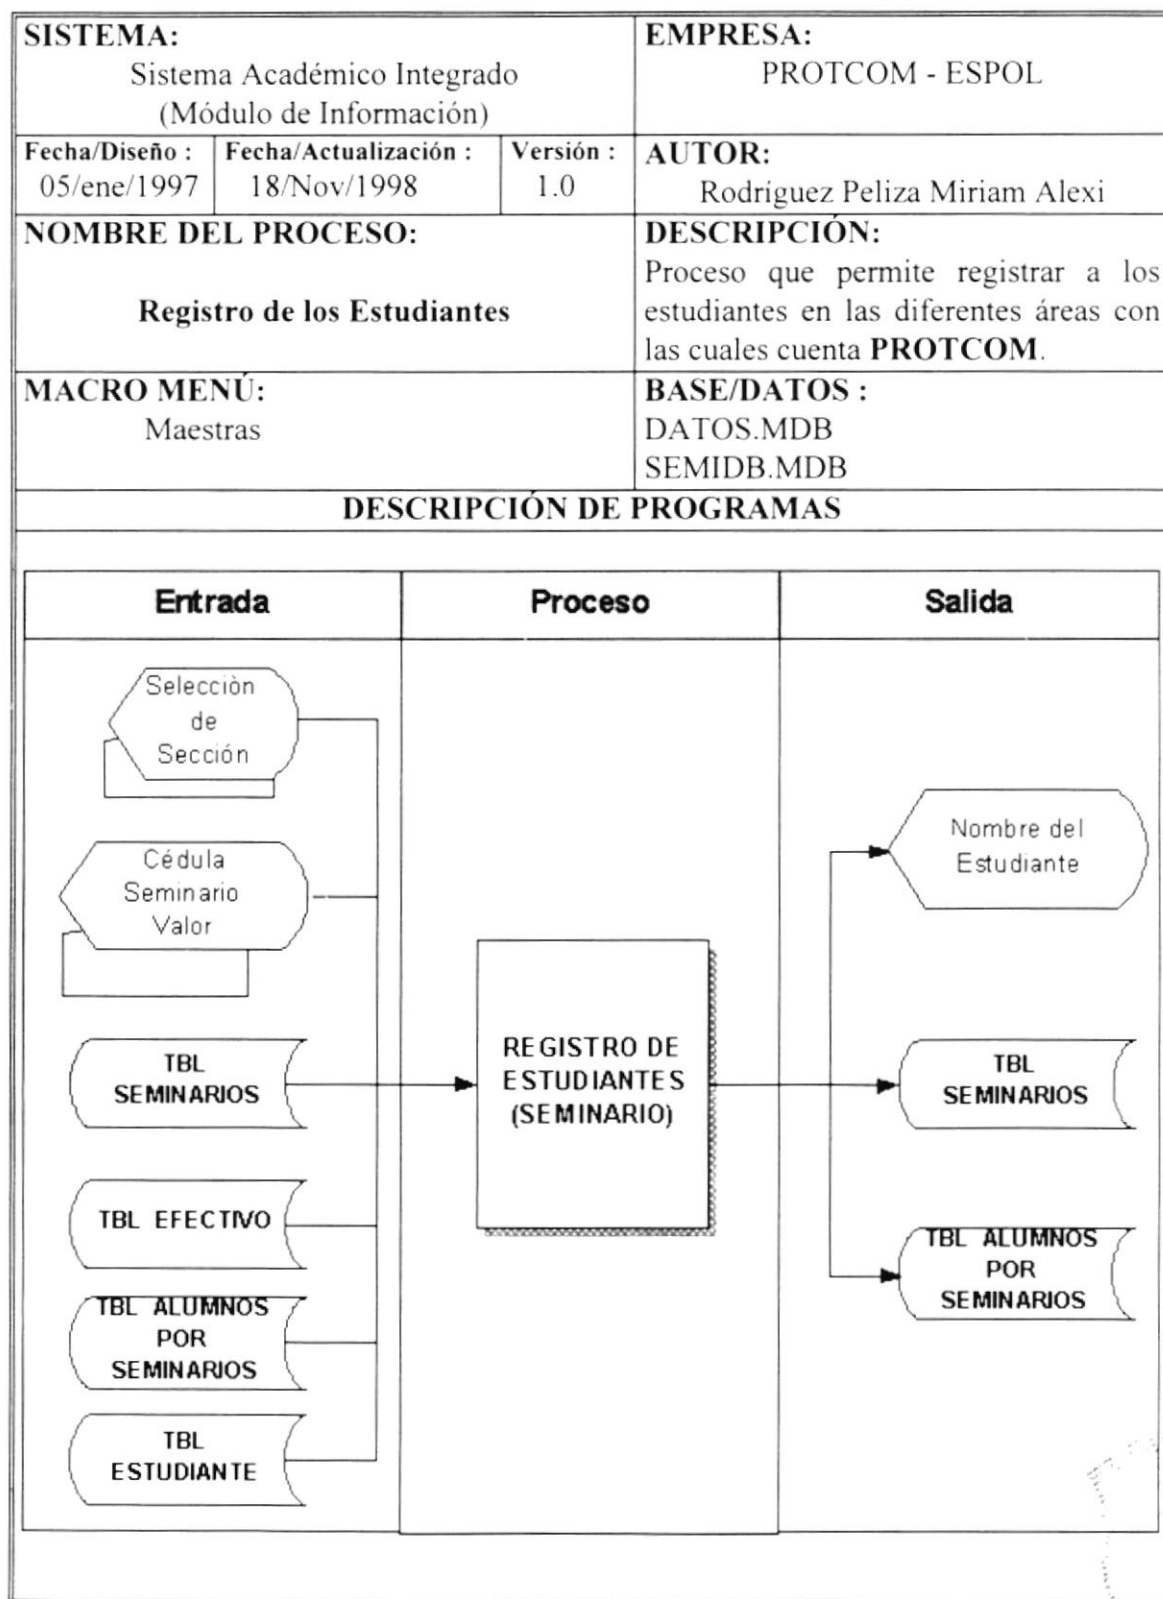 SISTEMA:
Sistema Académico Integrado
(Módulo de Información)
EMPRESA:
PROTCOM - ESPOL
Fecha/Diseño :
05/ene/1997
Fecha/Actualización :
18/Nov/1998
Versión :
1.0
AUTOR:
Rodríguez Peliza Miriam Alexi
NOMBRE DEL PROCESO:
Registro de los Estudiantes
DESCRIPCIÓN:
Proceso que permite registrar a los
estudiantes en las diferentes áreas con
las cuales cuenta PROTCOM.
MACRO MENÚ:
Maestras
BASE/DATOS :
DATOS.MDB
SEMIDB.MDB
DESCRIPCIÓN DE PROGRAMAS
Entrada
Proceso
Salida
Selecciòn
de
Sección
Cédula
Seminario
Valor
TBL
SEMINARIOS
TBL EFECTIVO
TBL ALUMNOS
POR
SEMINARIOS
TBL
ESTUDIANTE
REGISTRO DE
ESTUDIANTES
(SEMINARIO)
Nombre del
Estudiante
TBL
SEMINARIOS
TBL ALUMNOS
POR
SEMINARIOS